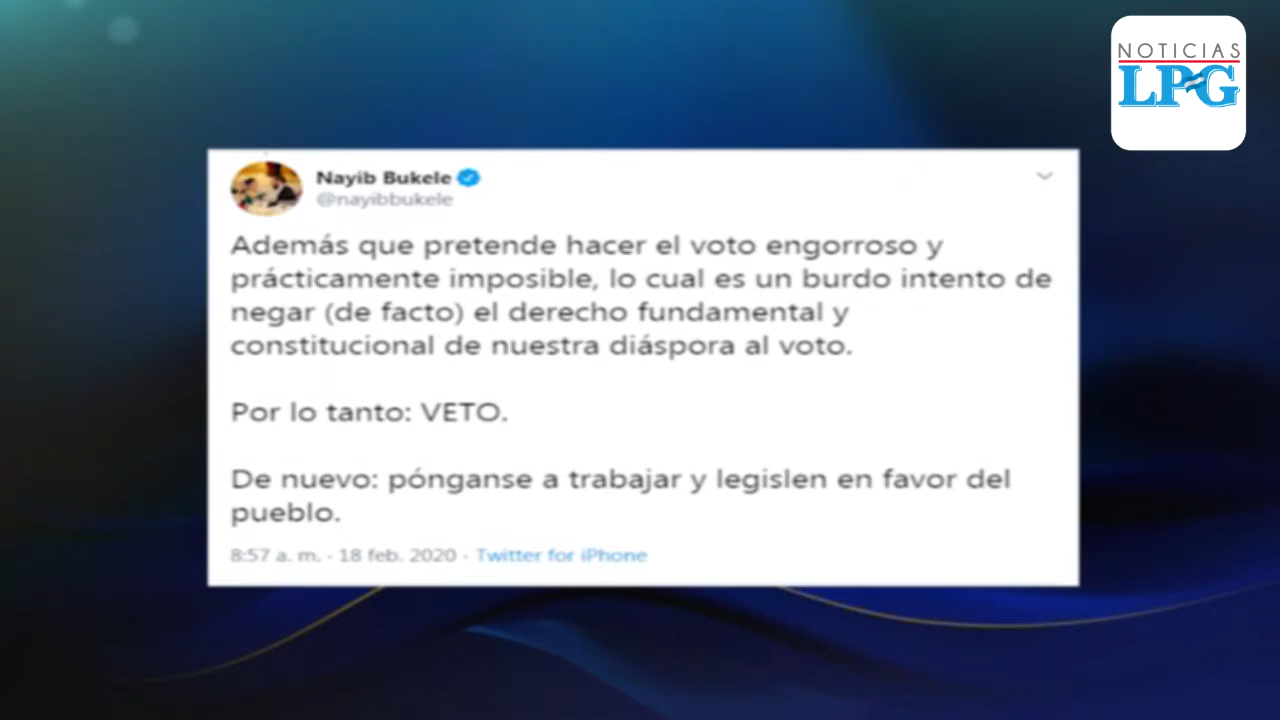 NOTICIAS
LPG
Nayib Bukele
@nayibbukele
Además que pretende hacer el voto engorroso y
prácticamente imposible, lo cual es un burdo intento de
negar (de facto) el derecho fundamental y
constitucional de nuestra diáspora al voto.
Por lo tanto: VETO.
De nuevo: pónganse a trabajar y legislen en favor del
pueblo.
8:57 a. m. · 18 feb. 2020 · Twitter for iPhone